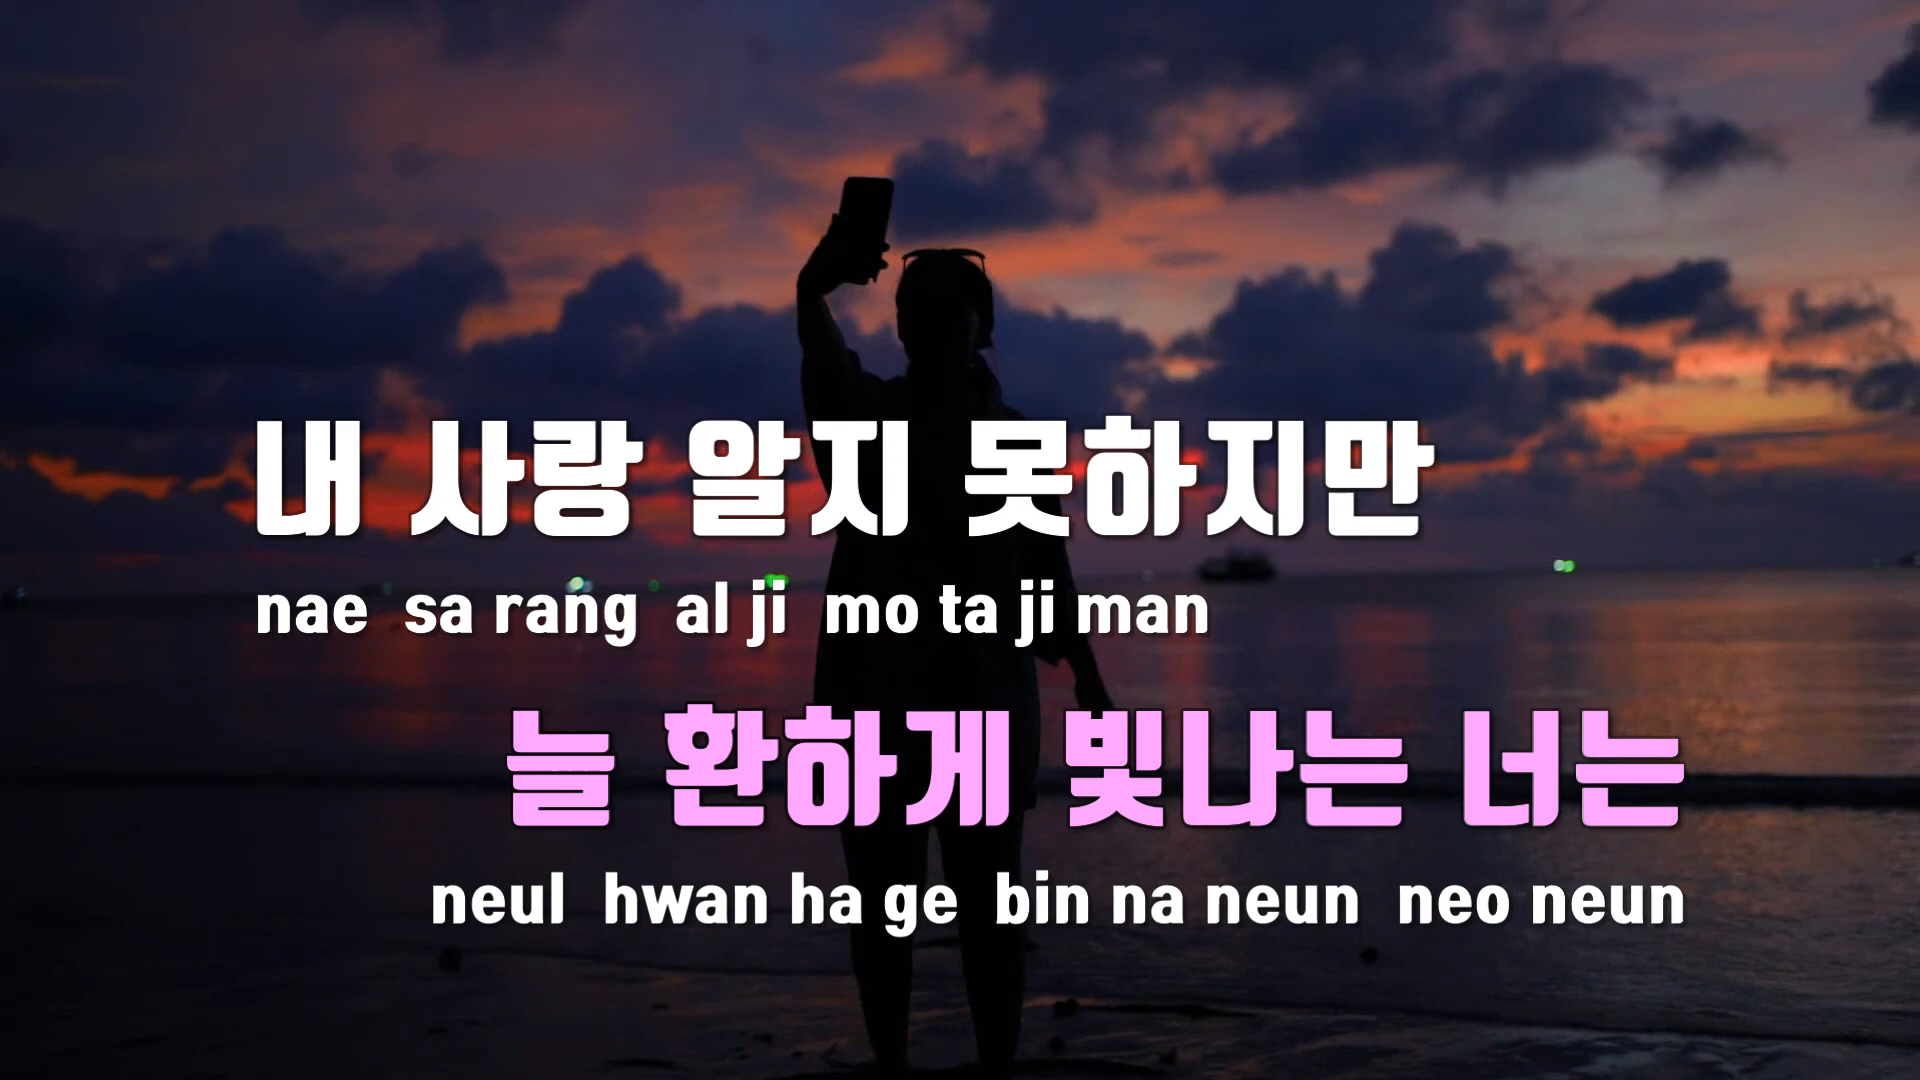 내 사랑 알지 못하지만
nae sa rang al ji mo ta ji man
늘 환하게 빛나는 너는
neul hwan ha ge bin na neun neo neun